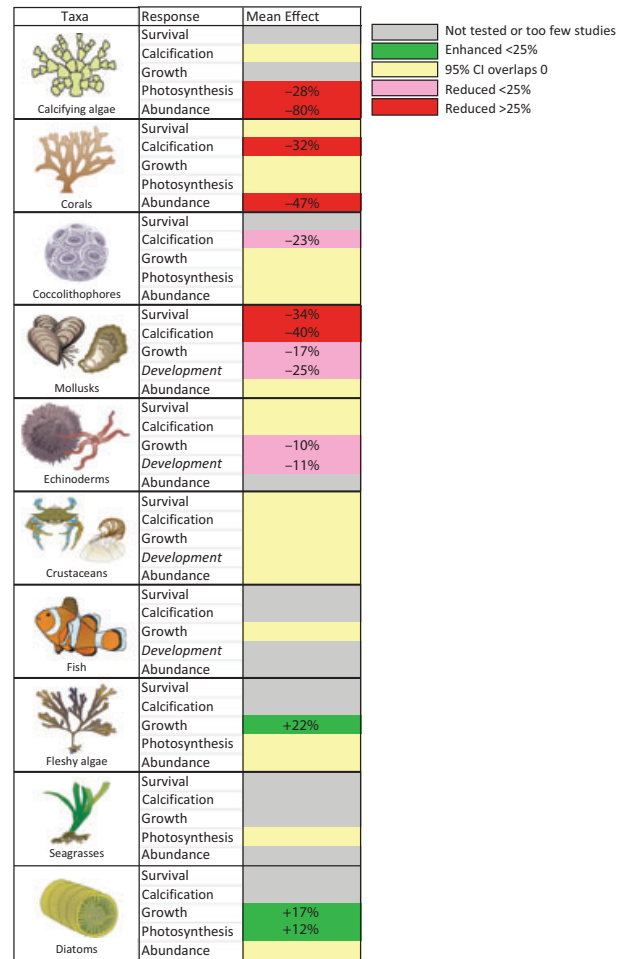 Taxa Response Mean Effect
Survival
Calcification
Growth
Photosynthesis –28%
Abundance –80%
Calcifying algae
Survival
Calcification –32%
Growth
Photosynthesis
Abundance –47%
Corals
Survival
Calcification –23%
Growth
Photosynthesis
Abundance
Coccolithophores
Survival –34%
Calcification –40%
Growth –17%
Development –25%
Abundance
Mollusks
Survival
Calcification
Growth –10%
Development –11%
Abundance
Echinoderms
Survival
Calcification
Growth
Development
Abundance
Crustaceans
Survival
Calcification
Growth
Development
Abundance
Fish
Survival
Calcification
Growth +22%
Photosynthesis
Abundance
Fleshy algae
Survival
Calcification
Growth
Photosynthesis
Abundance
Seagrasses
Survival
Calcification
Growth +17%
Photosynthesis +12%
Abundance
Diatoms
Not tested or too few studies
Enhanced <25%
95% CI overlaps 0
Reduced <25%
Reduced >25%